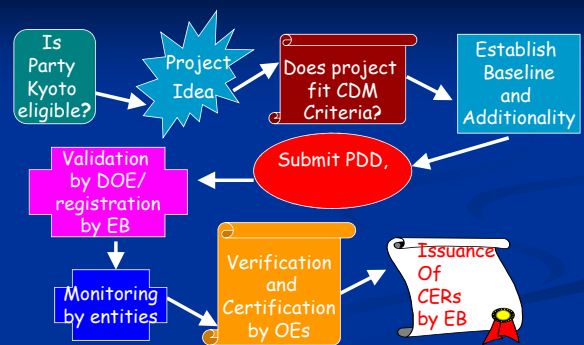 Is
Party
Kyoto
eligible?
Project
Idea
Does project
fit CDM
Criteria?
Establish
Baseline
and
Additionality
Submit PDD,
Validation
by DOE/
registration
by EB
Monitoring
by entities
Verification
and
Certification
by OEs
Issuance
Of
CERs
by EB